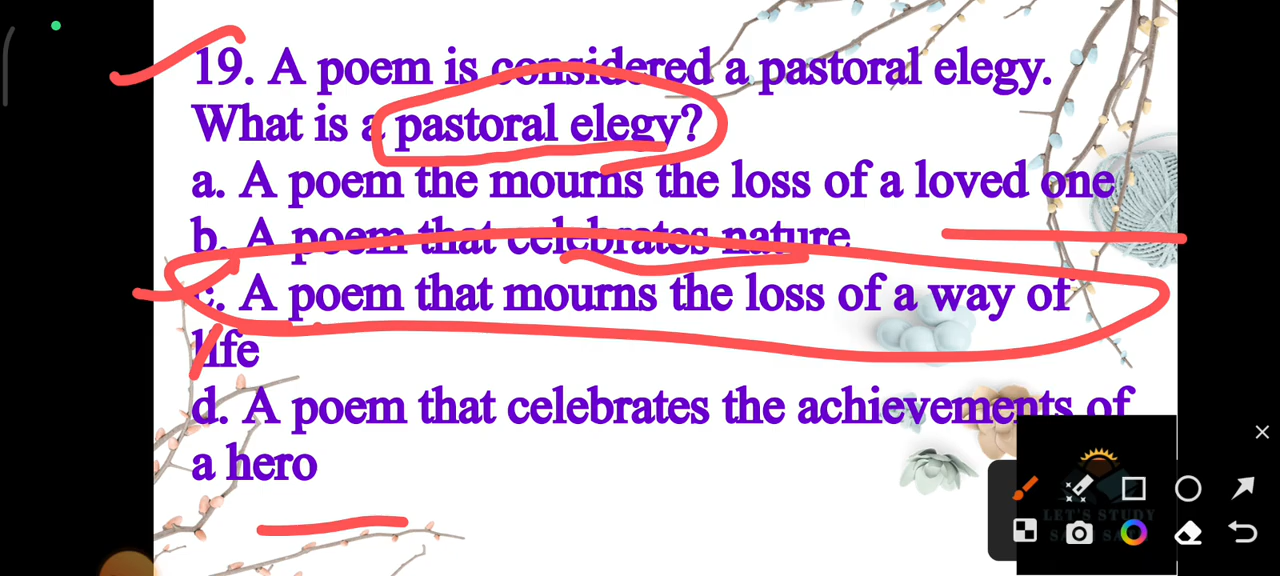 19. A poem is considered a pastoral elegy.
What is a pastoral elegy?
a. A poem the mourns the loss of a loved one
b. A poem that celebrates nature
c. A poem that mourns the loss of a way of
life
d. A poem that celebrates the achievements of
a hero
LET'S STUDY